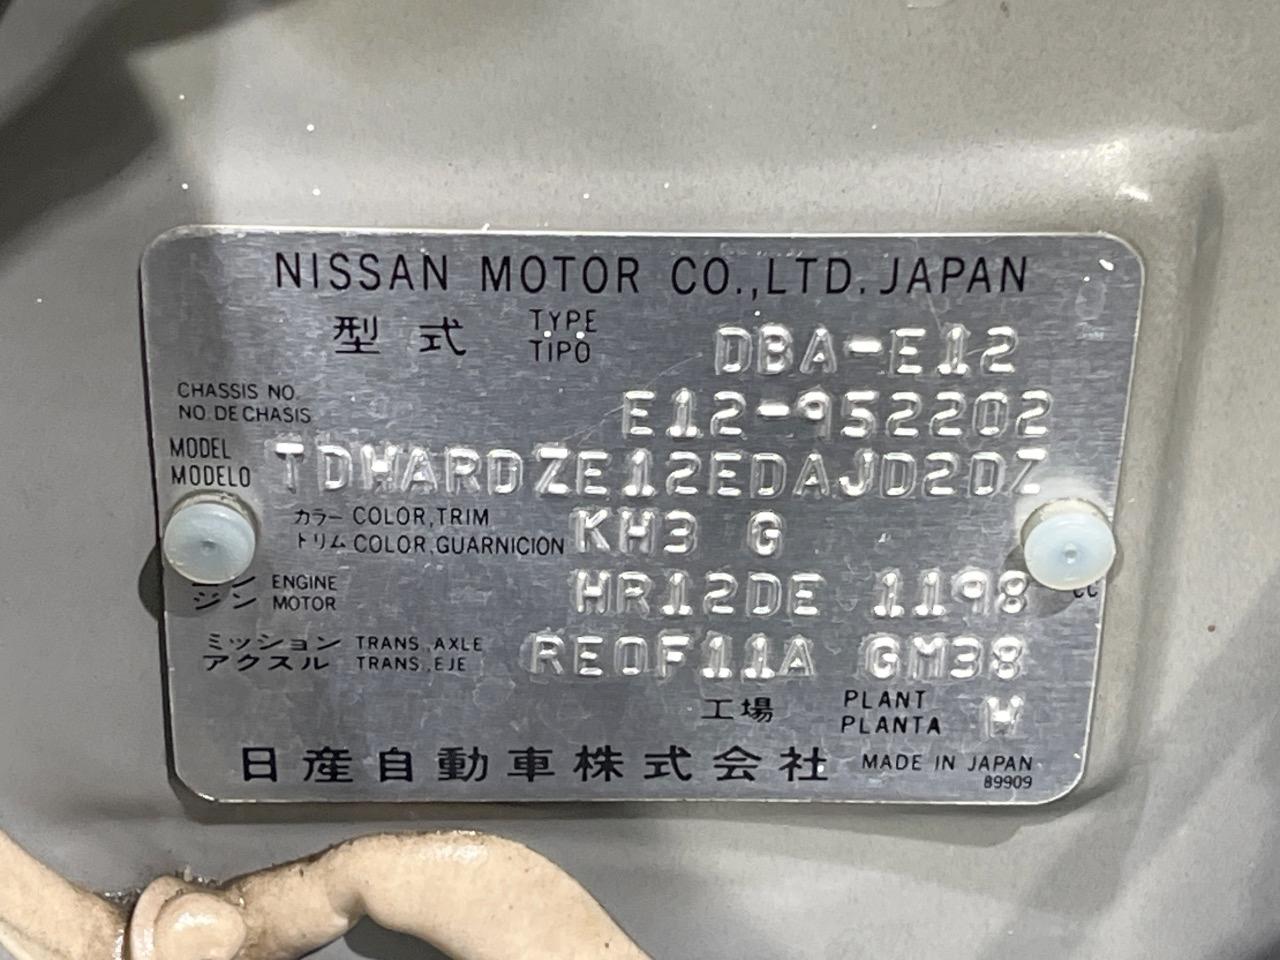 NISSAN MOTOR CO.,LTD. JAPAN
型式 TYPE DBA-E12
TIPO
CHASSIS NO. E12-952202
NO. DE CHASIS
MODEL TDWARDZE12EDAJD2DZ
MODELO
カラー COLOR,TRIM KH3 G
トリム COLOR,GUARNICION
ENGINE HR12DE 1198 cc
ジン MOTOR
ミッション TRANS.,AXLE RE0F11A GM38
アクスル TRANS.,EJE
工場 PLANT W
PLANTA
日産自動車株式会社 MADE IN JAPAN
89909